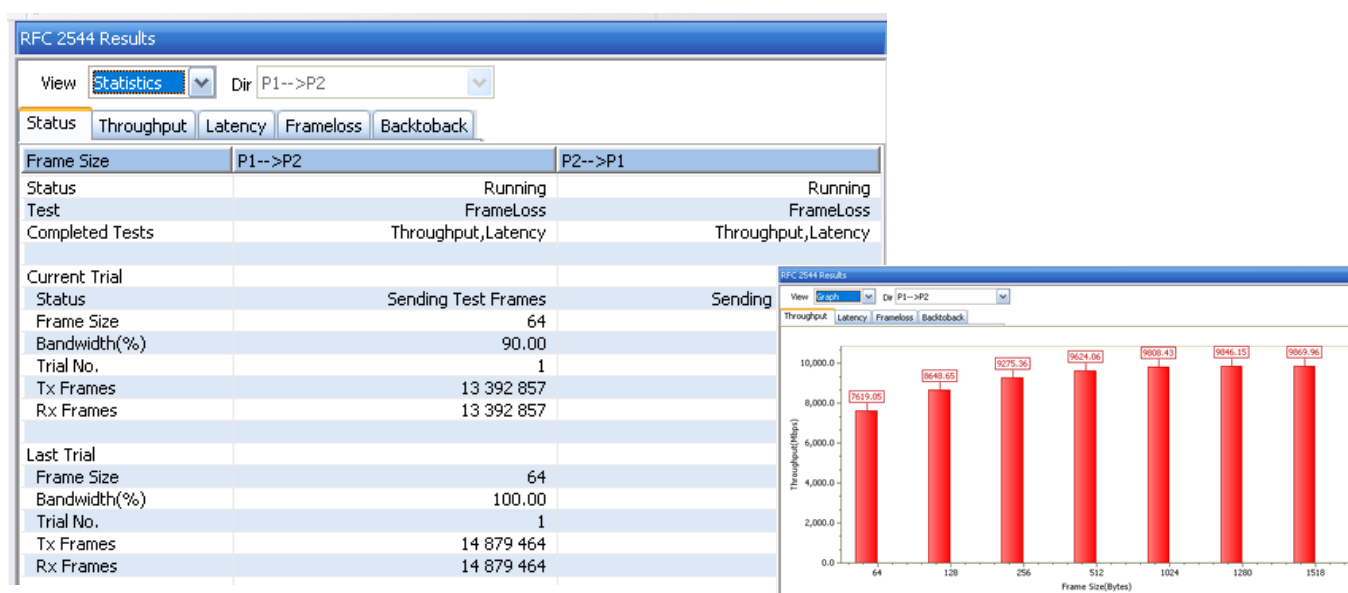 RFC 2544 Results
View Statistics Dir P1-->P2
Status Throughput Latency Frameloss Backtoback
Frame Size P1-->P2 P2-->P1
Status Running Running
Test FrameLoss FrameLoss
Completed Tests Throughput,Latency Throughput,Latency
Current Trial
Status Sending Test Frames Sending
Frame Size 64
Bandwidth(%) 90.00
Trial No. 1
Tx Frames 13 392 857
Rx Frames 13 392 857
Last Trial
Frame Size 64
Bandwidth(%) 100.00
Trial No. 1
Tx Frames 14 879 464
Rx Frames 14 879 464
RFC 2544 Results
View Graph Dir P1-->P2
Throughput Latency Frameloss Backtoback
7619.05 8648.65 9275.36 9624.06 9808.43 9846.15 9869.96
10,000.0
8,000.0
6,000.0
4,000.0
2,000.0
0.0
Throughput(Mbps)
64 128 256 512 1024 1280 1518
Frame Size(Bytes)